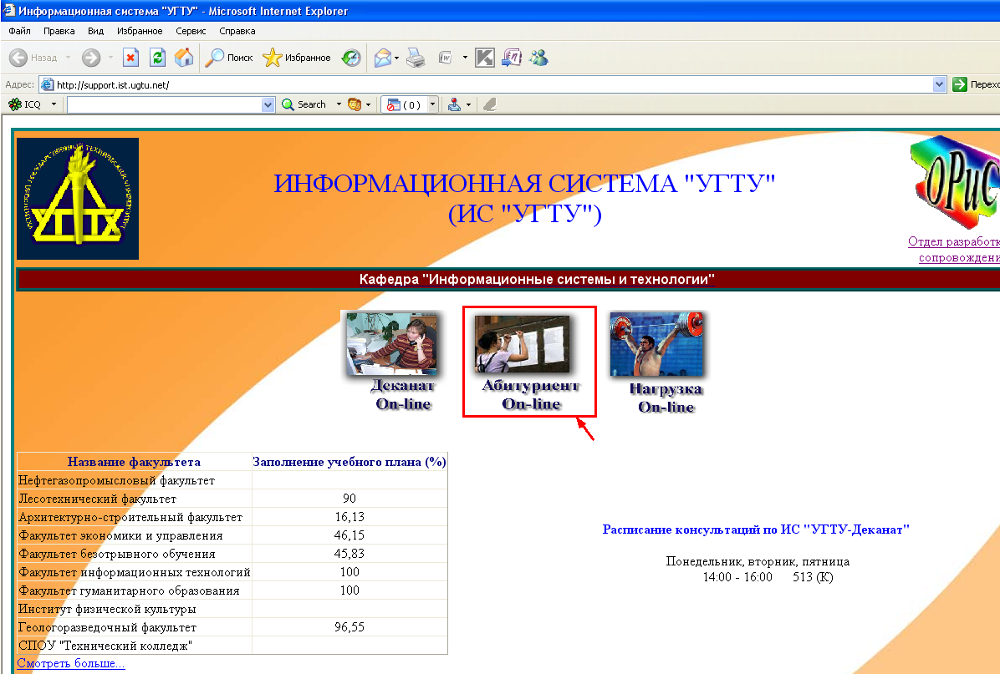 Информационная система "УГТУ" - Microsoft Internet Explorer
Файл Правка Вид Избранное Сервис Справка
Назад Поиск Избранное
Адрес: http://support.ist.ugtu.net/ Перехо
ICQ Search ( 0 )
УГТУ
ИНФОРМАЦИОННАЯ СИСТЕМА "УГТУ"
(ИС "УГТУ")
ОРиС
Отдел разработк
сопровождени
Кафедра "Информационные системы и технологии"
Деканат
On-line
Абитуриент
On-line
Нагрузка
On-line
Название факультета Заполнение учебного плана (%)
Нефтегазопромысловый факультет
Лесотехнический факультет 90
Архитектурно-строительный факультет 16,13
Факультет экономики и управления 46,15
Факультет безотрывного обучения 45,83
Факультет информационных технологий 100
Факультет гуманитарного образования 100
Институт физической культуры
Геологоразведочный факультет 96,55
СПОУ "Технический колледж"
Смотреть больше...
Расписание консультаций по ИС "УГТУ-Деканат"
Понедельник, вторник, пятница
14:00 - 16:00 513 (К)